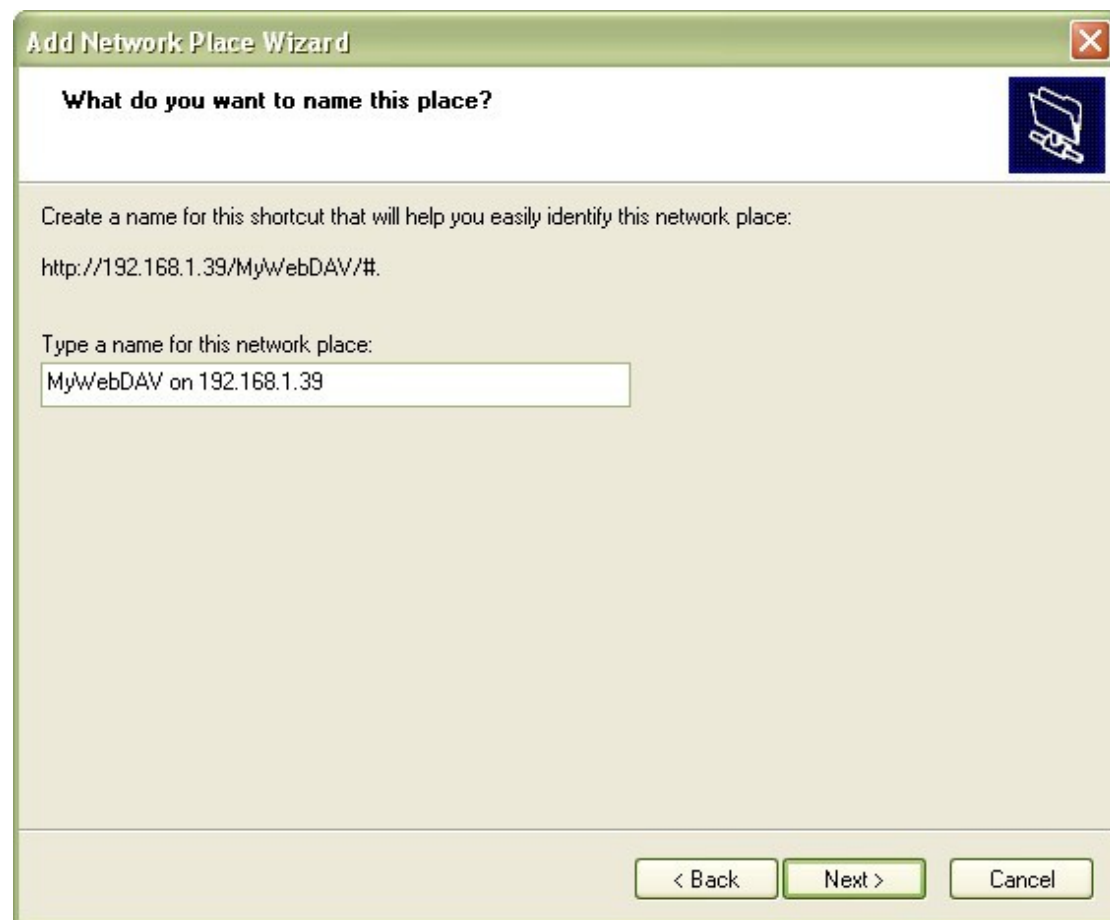 Add Network Place Wizard
What do you want to name this place?
Create a name for this shortcut that will help you easily identify this network place:
http://192.168.1.39/MyWebDAV/#.
Type a name for this network place:
MyWebDAV on 192.168.1.39
< Back Next > Cancel